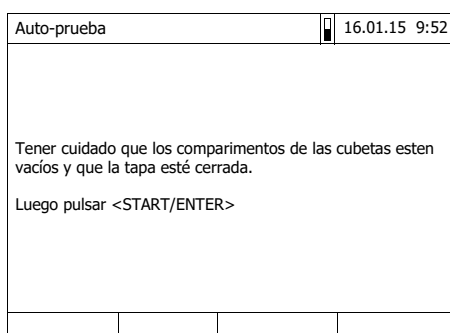 Auto-prueba 16.01.15 9:52
Tener cuidado que los comparimentos de las cubetas esten
vacíos y que la tapa esté cerrada.
Luego pulsar <START/ENTER>